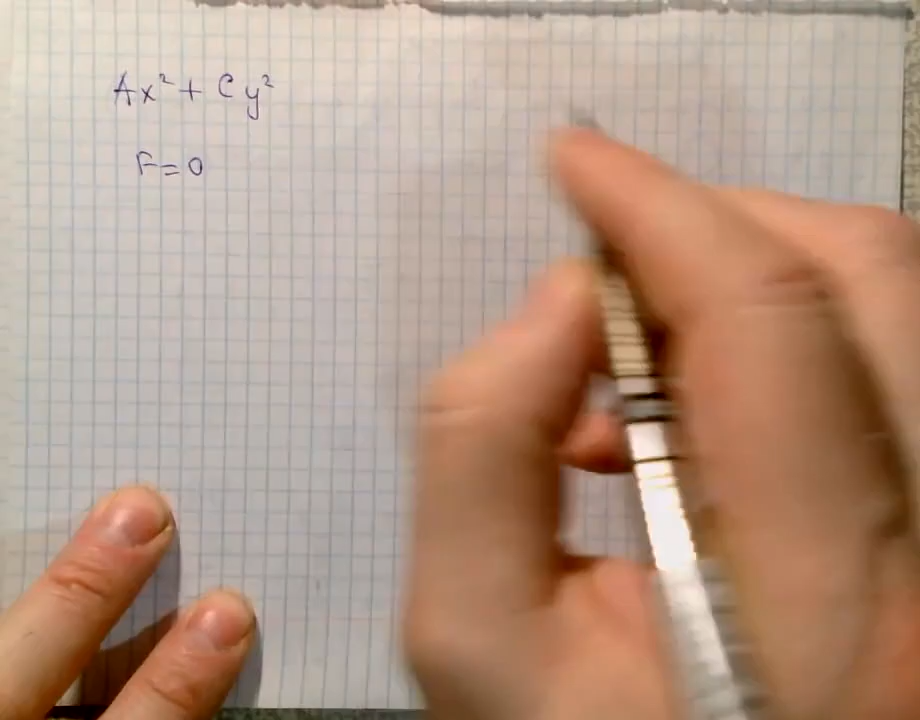 Ax² + Cy²
F = 0